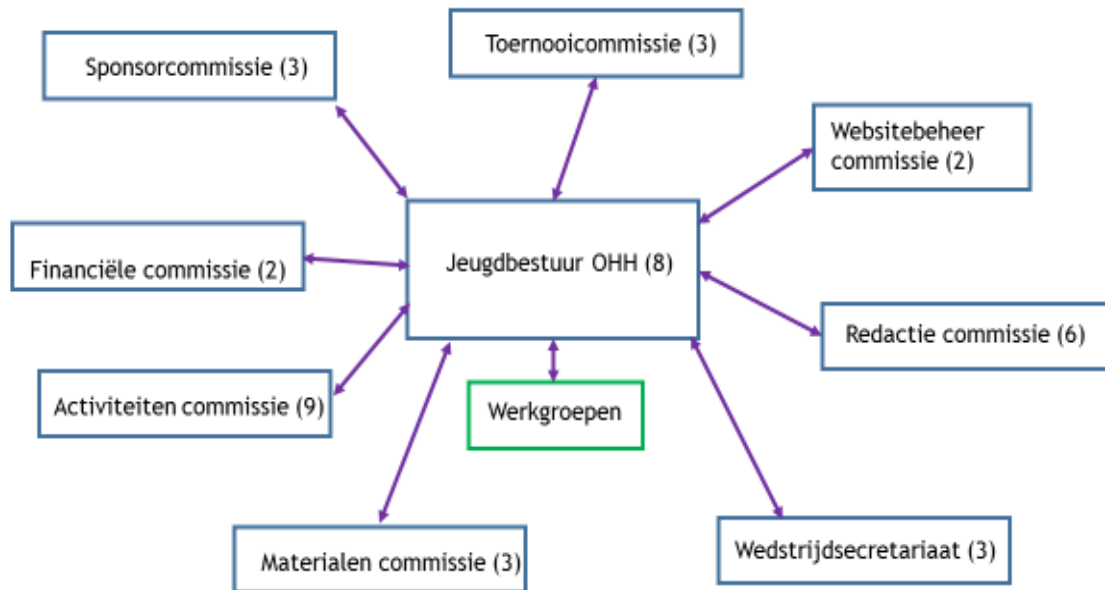 Toernooicommissie (3)
Sponsorcommissie (3)
Websitebeheer
commissie (2)
Jeugdbestuur OHH (8)
Financiële commissie (2)
Redactie commissie (6)
Activiteiten commissie (9)
Werkgroepen
Wedstrijdsecretariaat (3)
Materialen commissie (3)